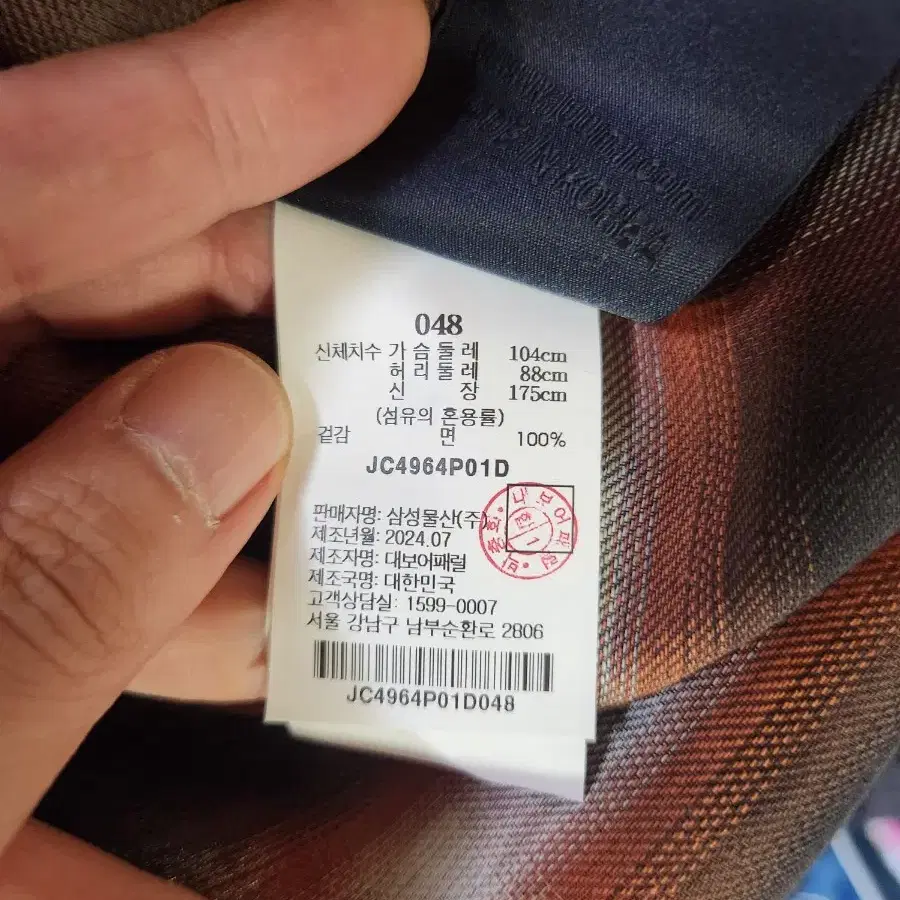 048
신체치수 가 슴 둘 레 104cm
허 리 둘 레 88cm
신 장 175cm
(섬유의 혼용률)
겉감 면 100%
JC4964P01D
판매자명: 삼성물산(주)
제조년월: 2024.07
제조자명: 대보어패럴
제조국명: 대한민국
고객상담실: 1599-0007
서울 강남구 남부순환로 2806
JC4964P01D048